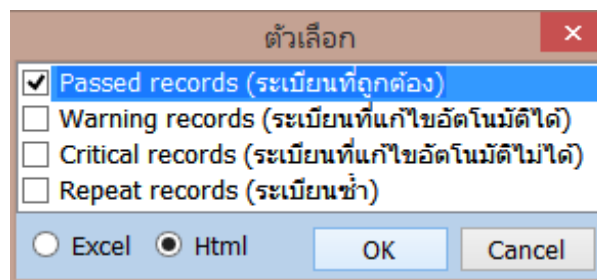 ตัวเลือก
Passed records (ระเบียนที่ถูกต้อง)
Warning records (ระเบียนที่แก้ไขอัตโนมัติได้)
Critical records (ระเบียนที่แก้ไขอัตโนมัติไม่ได้)
Repeat records (ระเบียนซ้ำ)
Excel Html OK Cancel